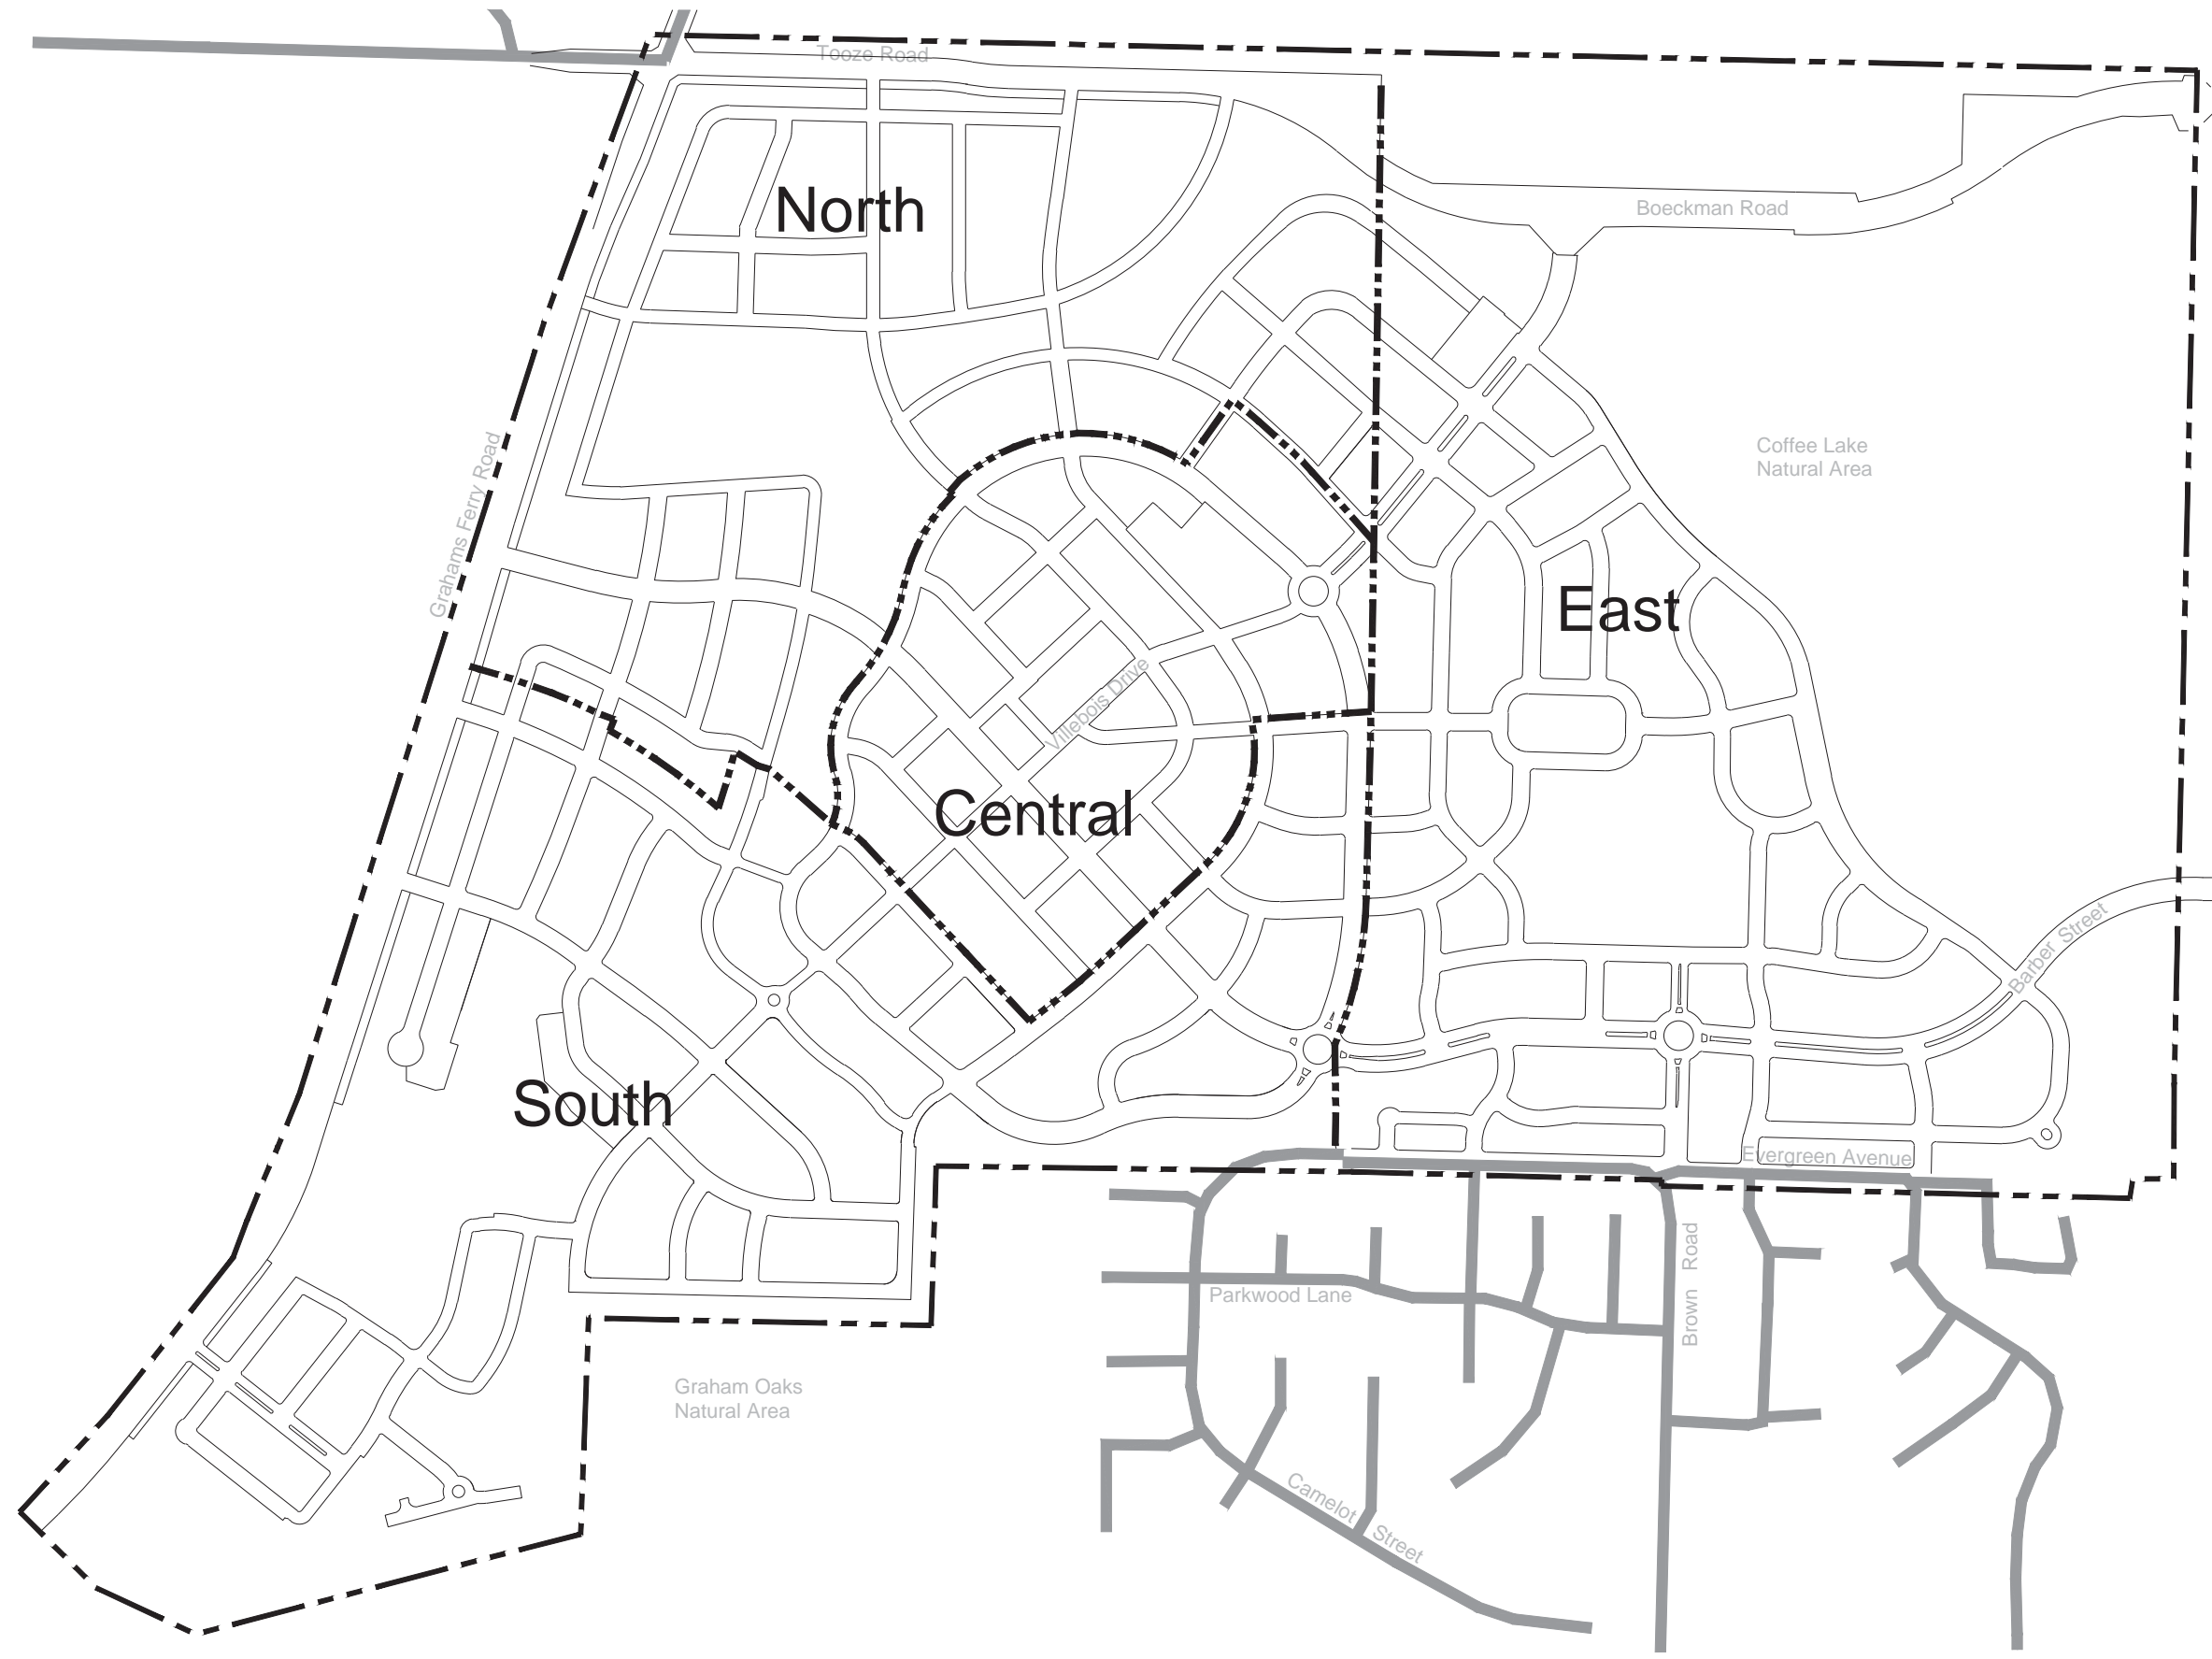 Tooze Road
North
Boeckman Road
Grahams Ferry Road
Coffee Lake
Natural Area
East
Villebois Drive
Central
Barber Street
South
Evergreen Avenue
Parkwood Lane
Brown Road
Graham Oaks
Natural Area
Camelot Street